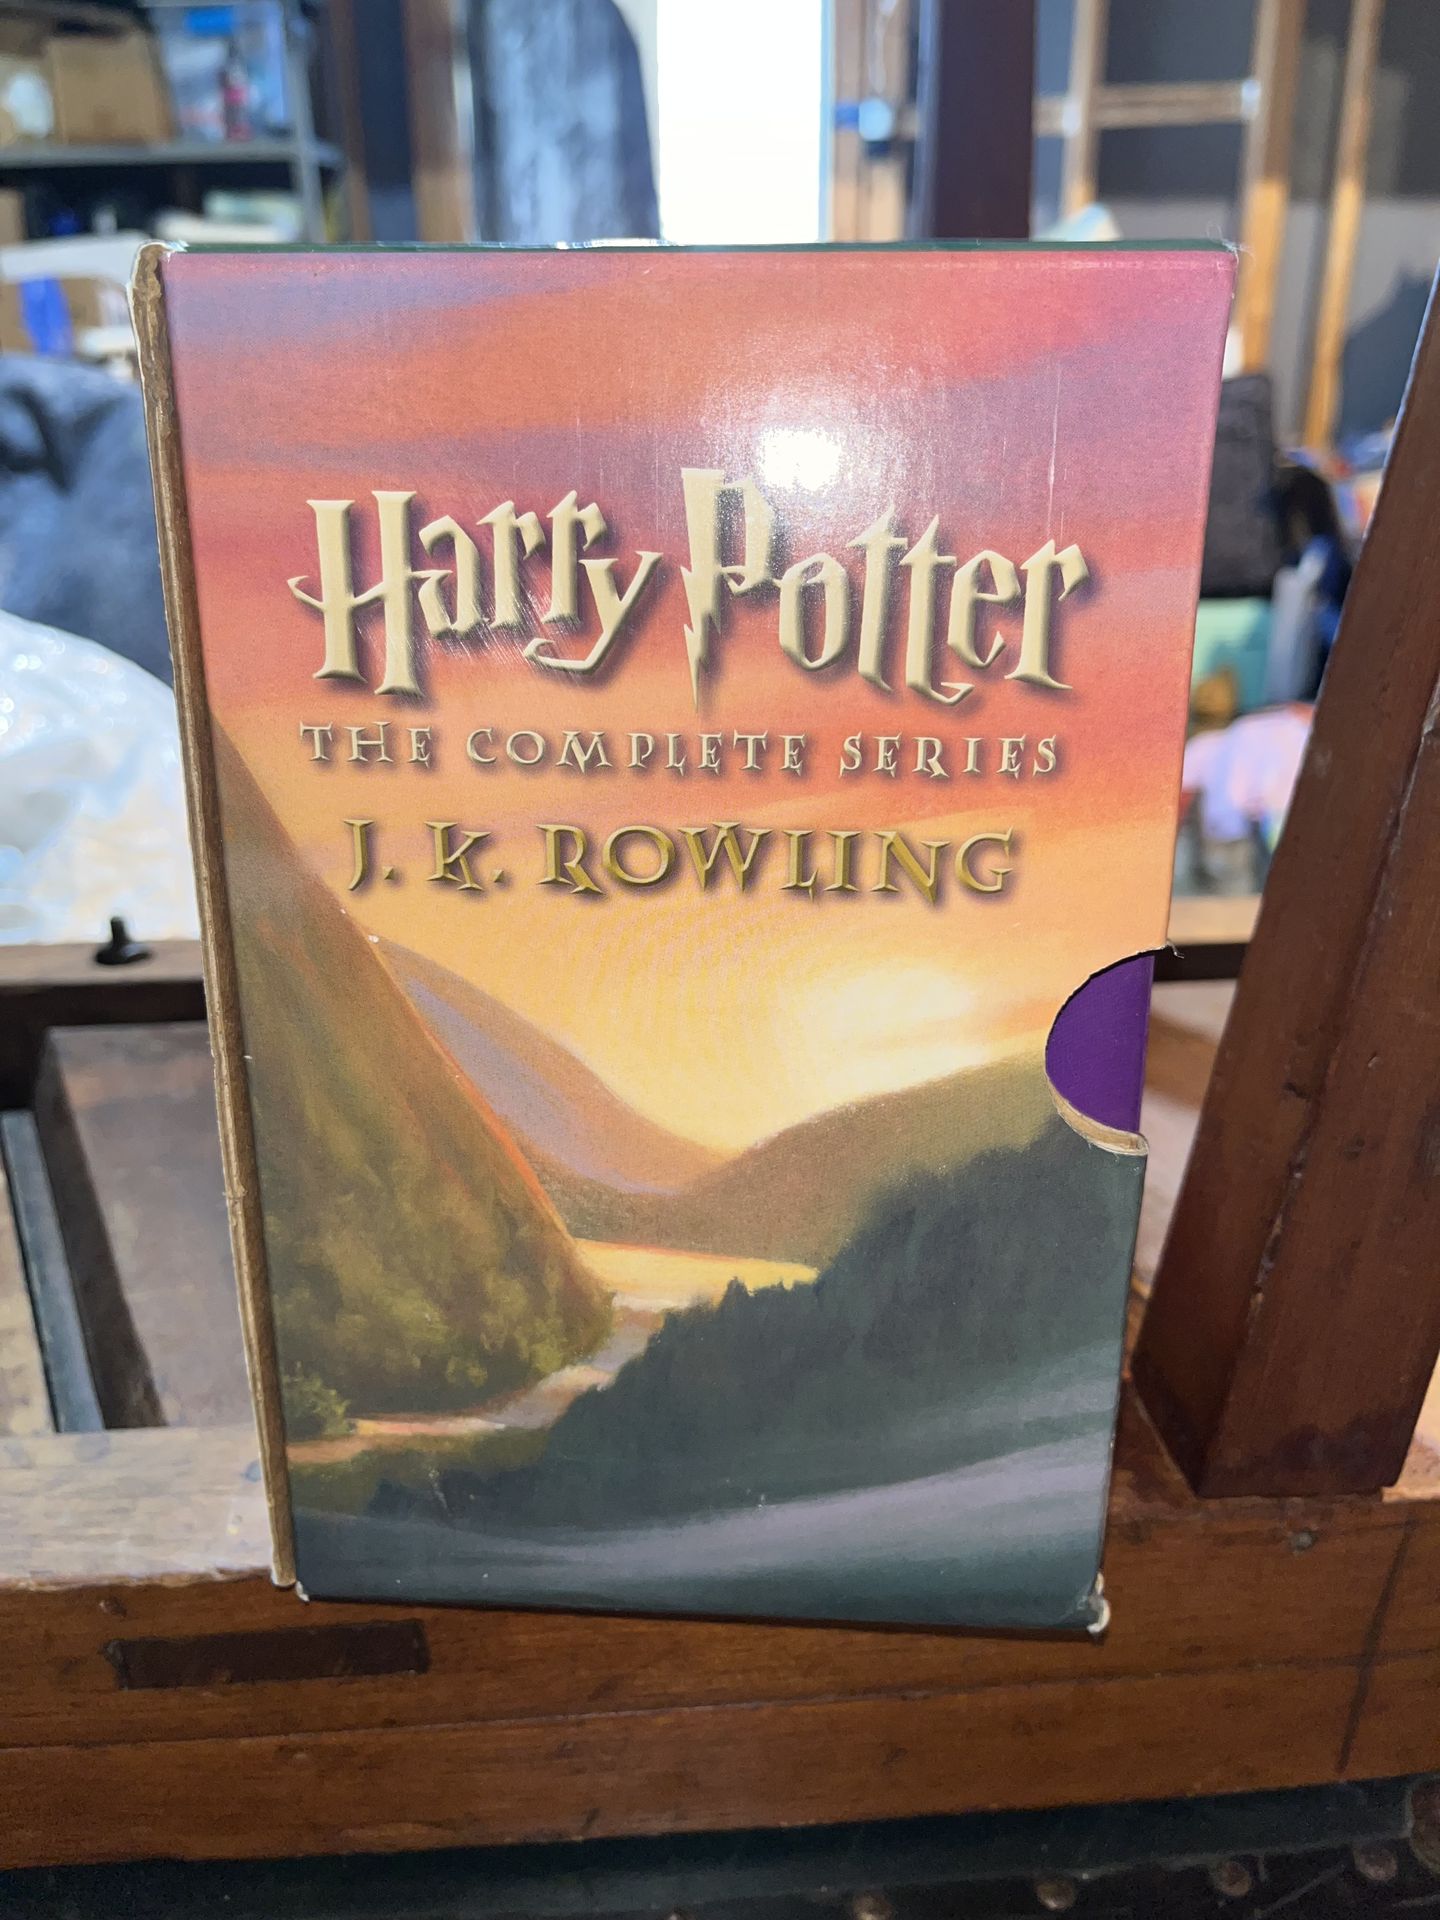 Harry Potter
THE COMPLETE SERIES
J. K. ROWLING